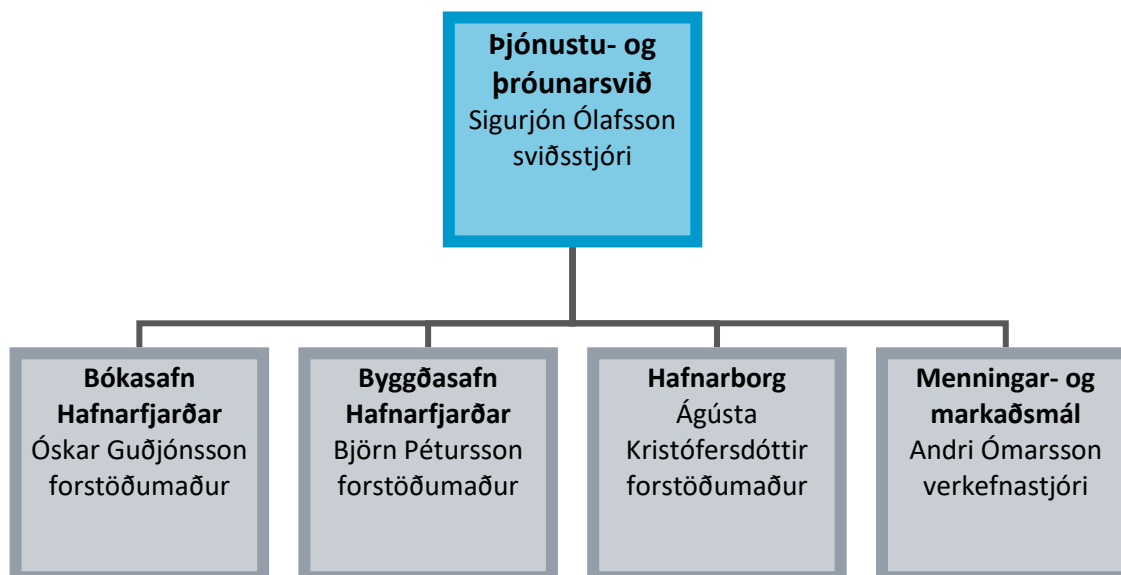 Þjónustu- og
þróunarsvið
Sigurjón Ólafsson
sviðsstjóri
Bókasafn
Hafnarfjarðar
Óskar Guðjónsson
forstöðumaður
Byggðasafn
Hafnarfjarðar
Björn Pétursson
forstöðumaður
Hafnarborg
Ágústa
Kristófersdóttir
forstöðumaður
Menningar- og
markaðsmál
Andri Ómarsson
verkefnastjóri